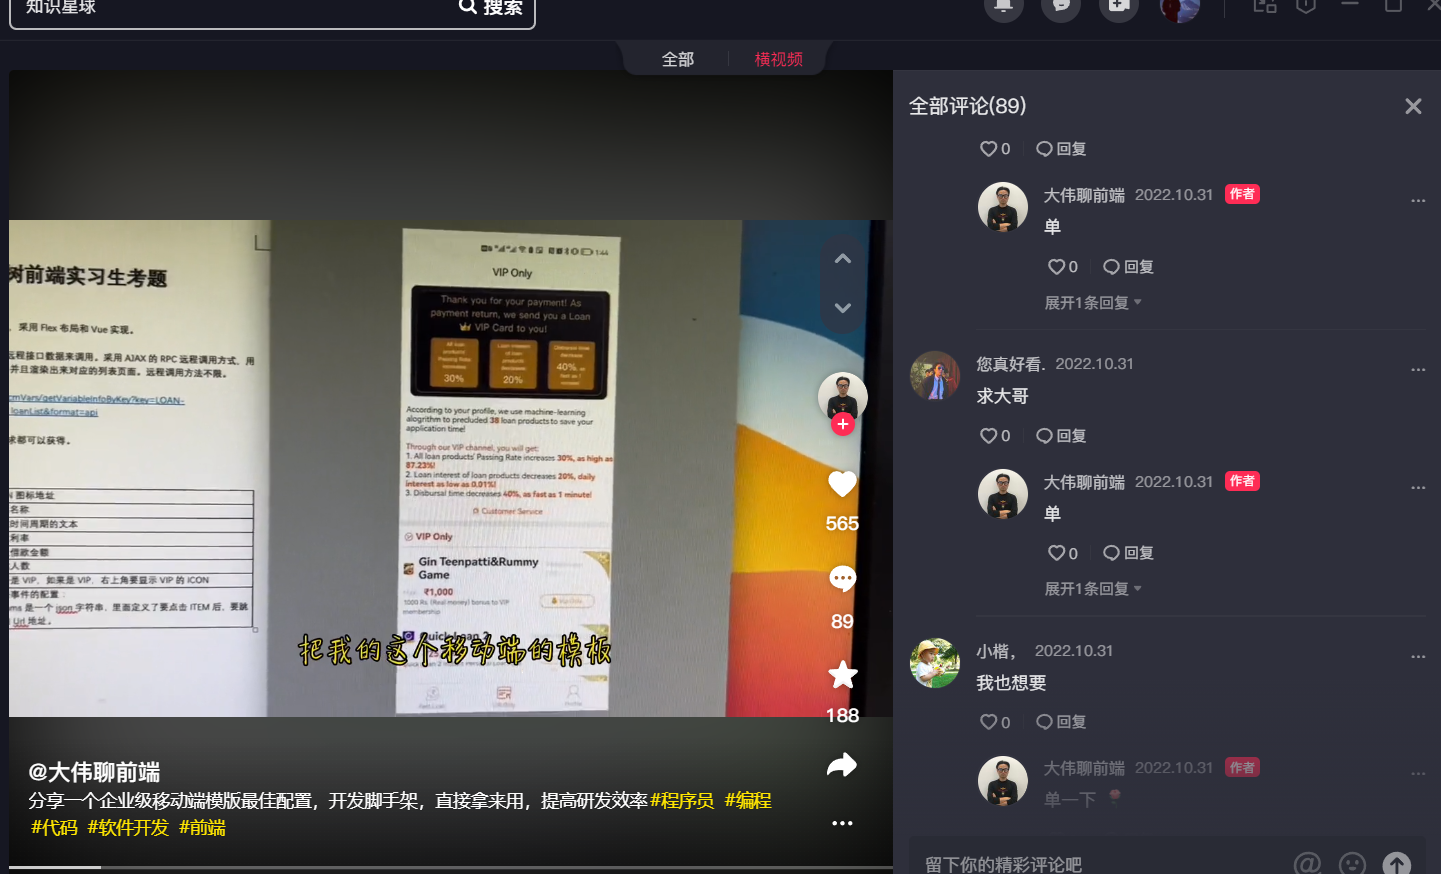 知识星球
搜索
全部
横视频
全部评论(89)
0
回复
大伟聊前端 2022.10.31 作者
单
0
回复
展开1条回复
您真好看. 2022.10.31
求大哥
0
回复
大伟聊前端 2022.10.31 作者
单
0
回复
展开1条回复
小楷， 2022.10.31
我也想要
0
回复
大伟聊前端 2022.10.31 作者
单一下
留下你的精彩评论吧
树前端实习生考题
采用 Flex 布局和 Vue 实现。
远程接口数据来调用。采用 AJAX 的 RPC 远程调用方式，用
并且渲染出来对应的列表页面。远程调用方法不限。
cmVars/getVariableInfoByKey?key=LOAN-
loanList&format=api
求都可以获得。
图标地址
名称
时间周期的文本
利率
借款金额
人数
是 VIP，如果是 VIP，右上角要显示 VIP 的 ICON
事件的配置：
ms 是一个 json 字符串，里面定义了要点击 ITEM 后，要跳
Url 地址。
1:44
VIP Only
Thank you for your payment! As
payment return, we send you a Loan
VIP Card to you!
30%
20%
40%
According to your profile, we use machine-learning
alogrithm to precluded 38 loan products to save your
application time!
Through our VIP channel, you will get:
1. All loan products' Passing Rate increases 30%, as high as
87.23%!
2. Loan interest of loan products decreases 20%, daily
interest as low as 0.01%!
3. Disbursal time decreases 40%, as fast as 1 minute!
Customer Service
VIP Only
Gin Teenpatti&Rummy
Game
₹1,000
1000 Rs. (Real money) bonus to VIP
membership
Quick Loan 2
把我的这个移动端的模板
565
89
188
@大伟聊前端
分享一个企业级移动端模版最佳配置，开发脚手架，直接拿来用，提高研发效率#程序员 #编程
#代码 #软件开发 #前端